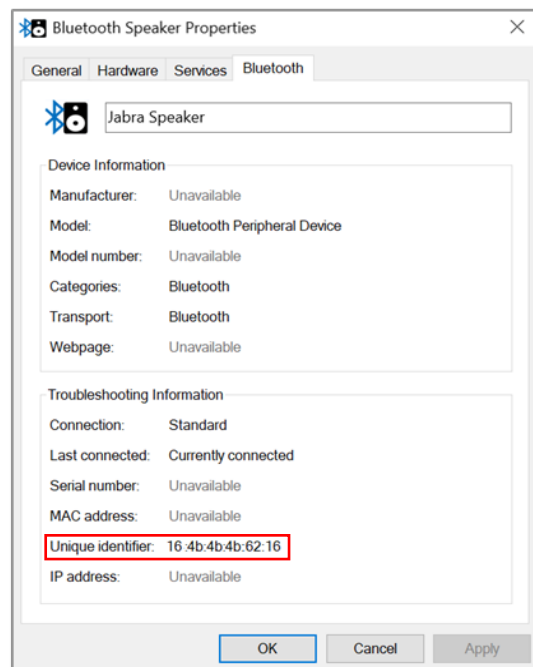 Bluetooth Speaker Properties
General Hardware Services Bluetooth
Jabra Speaker
Device Information
Manufacturer: Unavailable
Model: Bluetooth Peripheral Device
Model number: Unavailable
Categories: Bluetooth
Transport: Bluetooth
Webpage: Unavailable
Troubleshooting Information
Connection: Standard
Last connected: Currently connected
Serial number: Unavailable
MAC address: Unavailable
Unique identifier: 16:4b:4b:4b:62:16
IP address: Unavailable
OK Cancel Apply